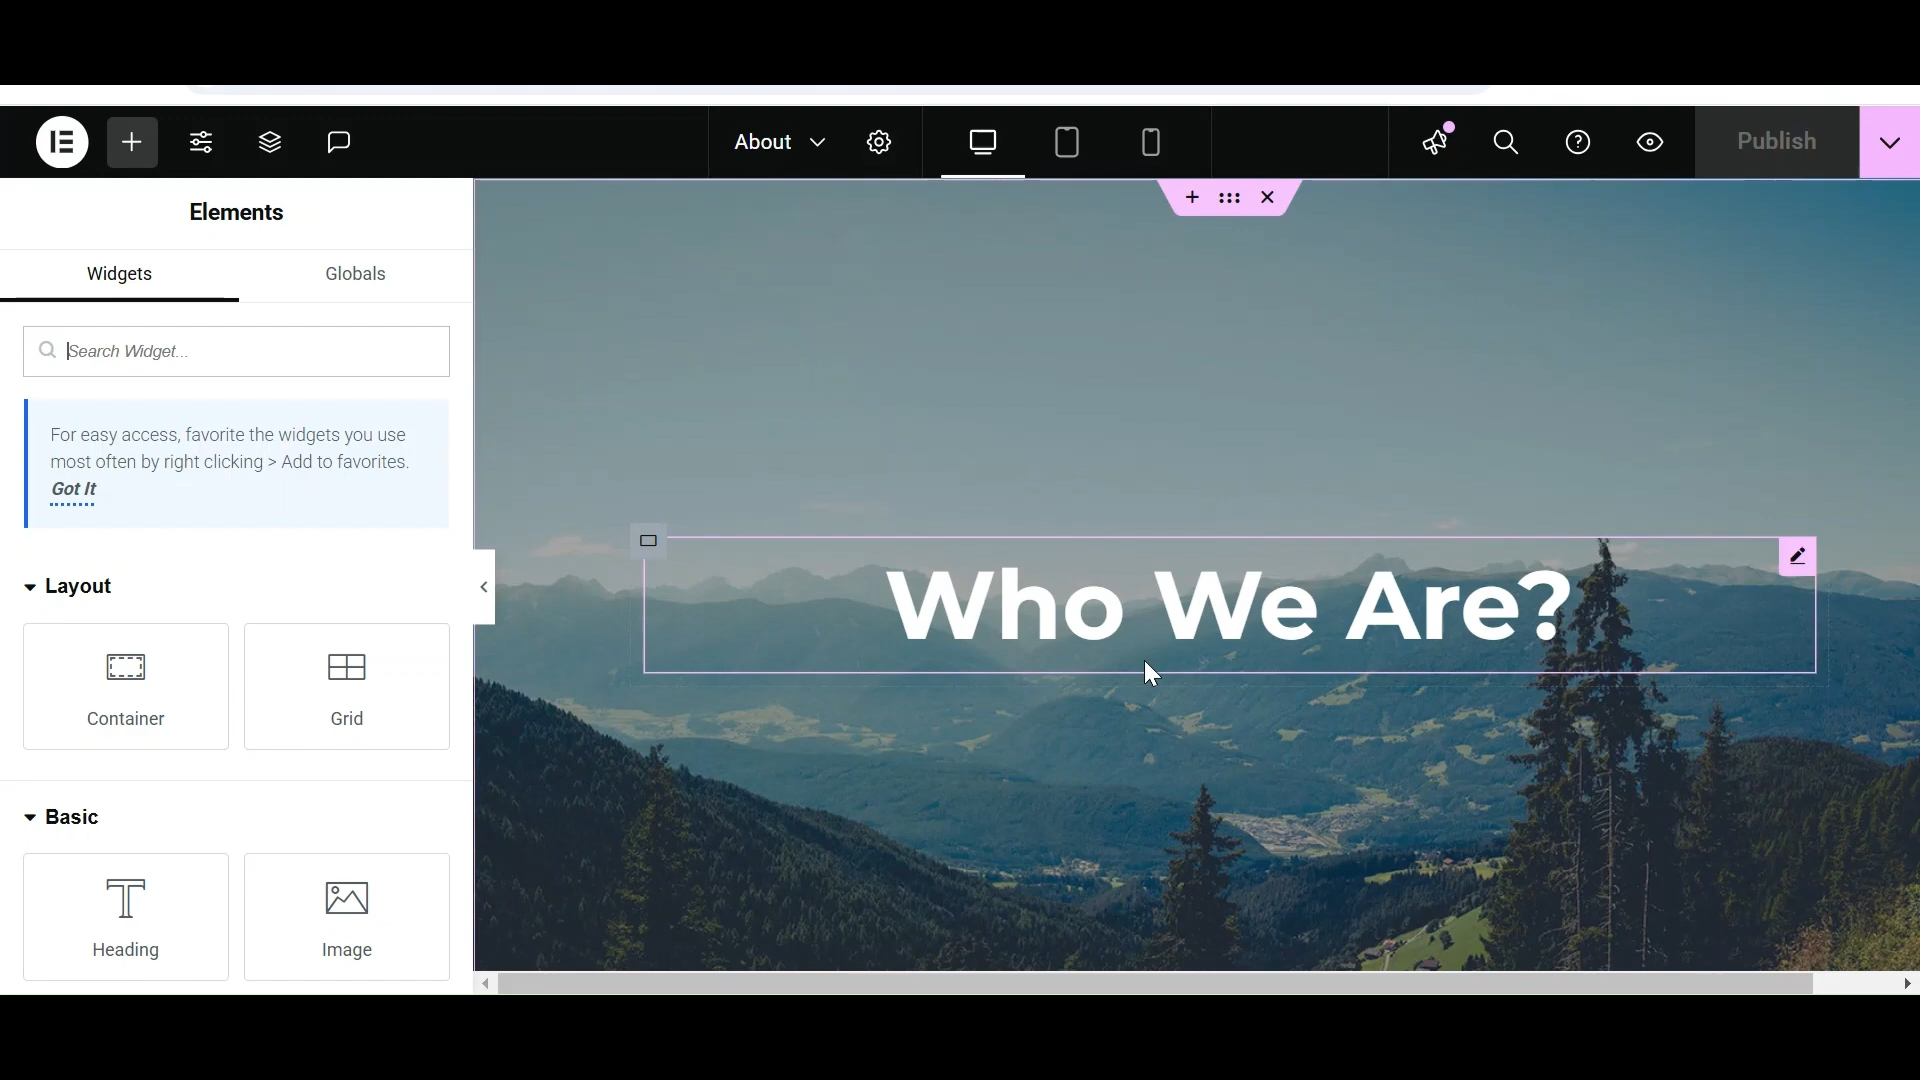 About
Publish
Elements
Widgets
Globals
Search Widget...
For easy access, favorite the widgets you use
most often by right clicking > Add to favorites.
Got It
Layout
Container
Grid
Basic
Heading
Image
Who We Are?